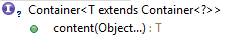 Container<T extends Container<?>>
content(Object...) : T